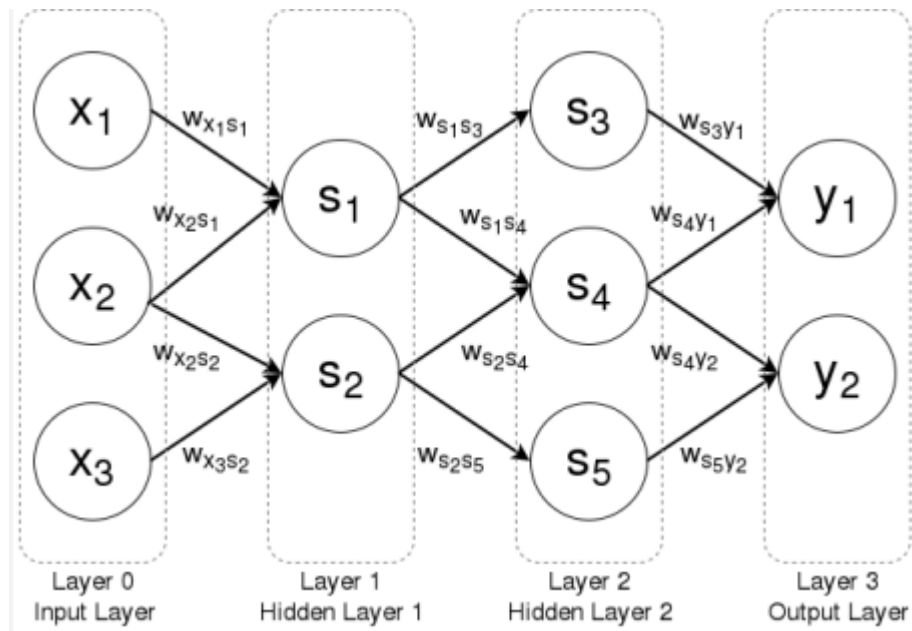 x₁
x₂
x₃
w_x₁s₁
w_x₂s₁
w_x₂s₂
w_x₃s₂
s₁
s₂
w_s₁s₃
w_s₁s₄
w_s₂s₄
w_s₂s₅
s₃
s₄
s₅
w_s₃y₁
w_s₄y₁
w_s₄y₂
w_s₅y₂
y₁
y₂
Layer 0
Input Layer
Layer 1
Hidden Layer 1
Layer 2
Hidden Layer 2
Layer 3
Output Layer